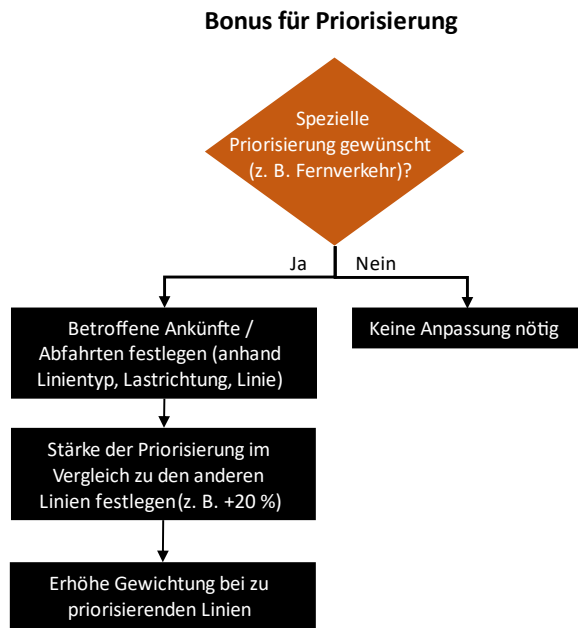 Bonus für Priorisierung
Spezielle
Priorisierung gewünscht
(z. B. Fernverkehr)?
Ja
Nein
Betroffene Ankünfte /
Abfahrten festlegen (anhand
Linientyp, Lastrichtung, Linie)
Keine Anpassung nötig
Stärke der Priorisierung im
Vergleich zu den anderen
Linien festlegen (z. B. +20 %)
Erhöhe Gewichtung bei zu
priorisierenden Linien